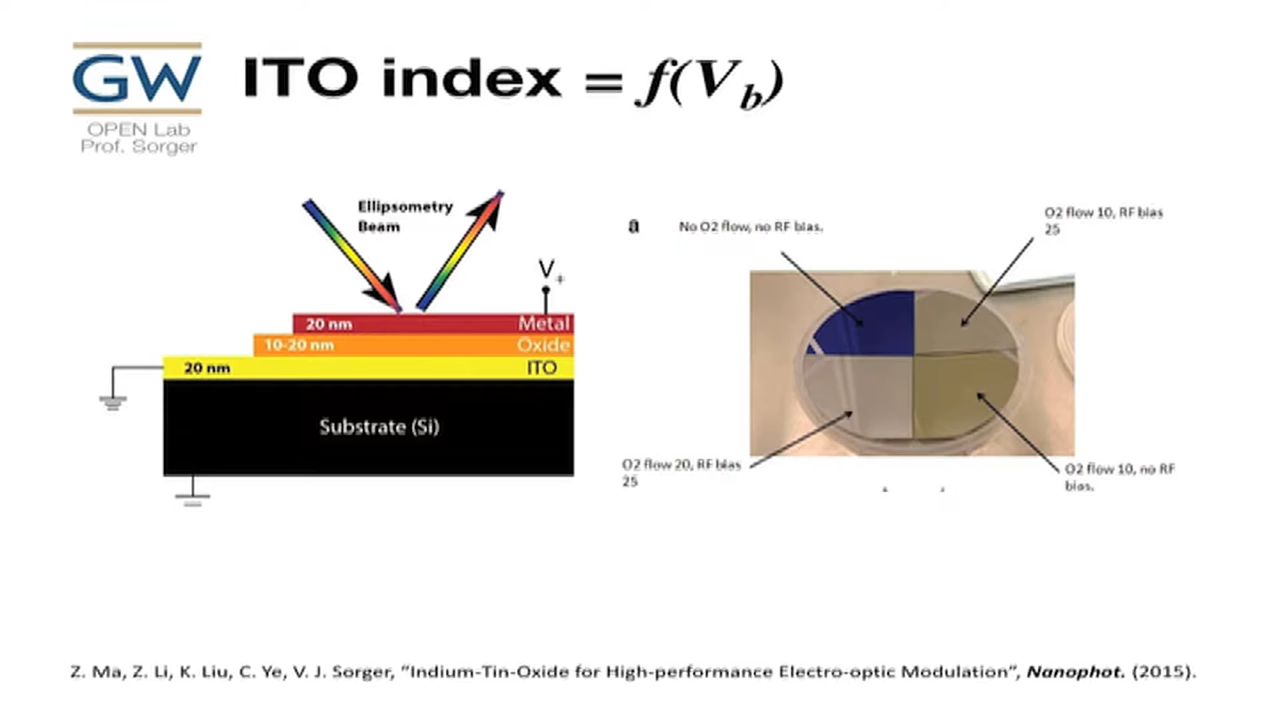 GW
OPEN Lab
Prof. Sorger
ITO index = f(V_b)
Ellipsometry
Beam
V+
20 nm Metal
10-20 nm Oxide
20 nm ITO
Substrate (Si)
a
No O2 flow, no RF bias.
O2 flow 10, RF bias
25
O2 flow 20, RF bias
25
O2 flow 10, no RF
bias.
Z. Ma, Z. Li, K. Liu, C. Ye, V. J. Sorger, “Indium-Tin-Oxide for High-performance Electro-optic Modulation”, Nanophot. (2015).